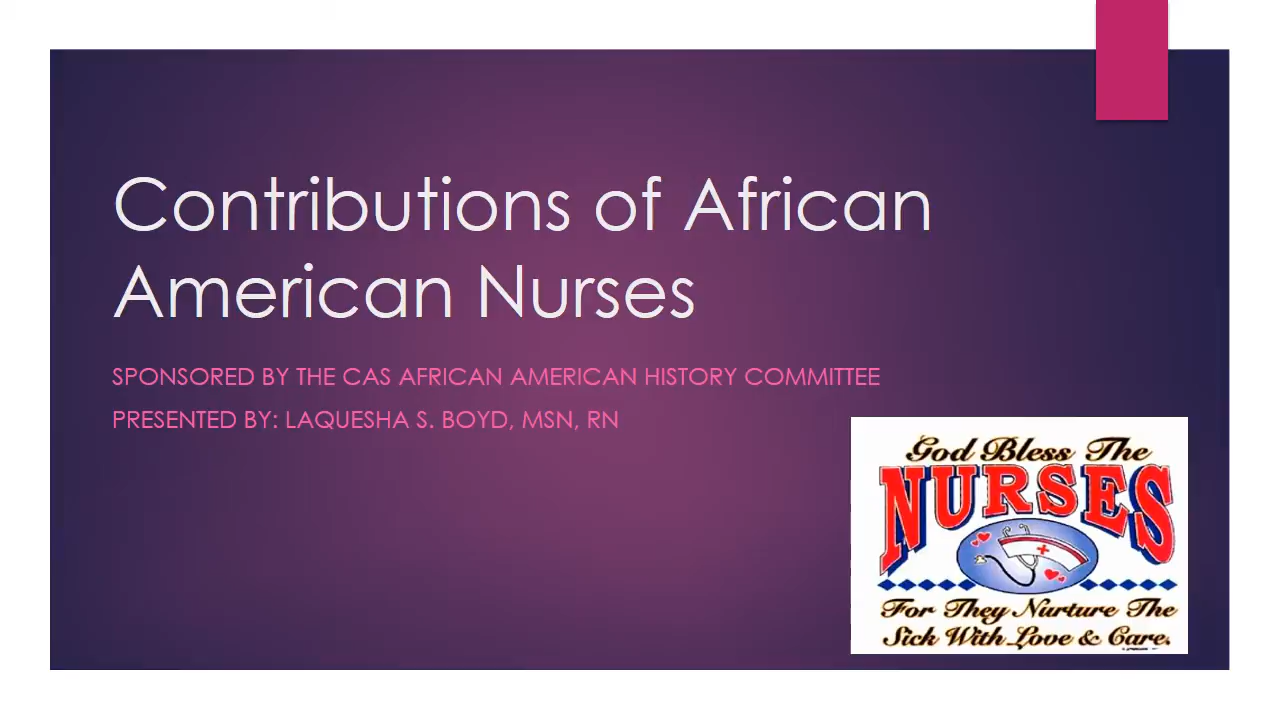 Contributions of African
American Nurses
SPONSORED BY THE CAS AFRICAN AMERICAN HISTORY COMMITTEE
PRESENTED BY: LAQUESHA S. BOYD, MSN, RN
God Bless The
NURSES
For They Nurture The
Sick With Love & Care.